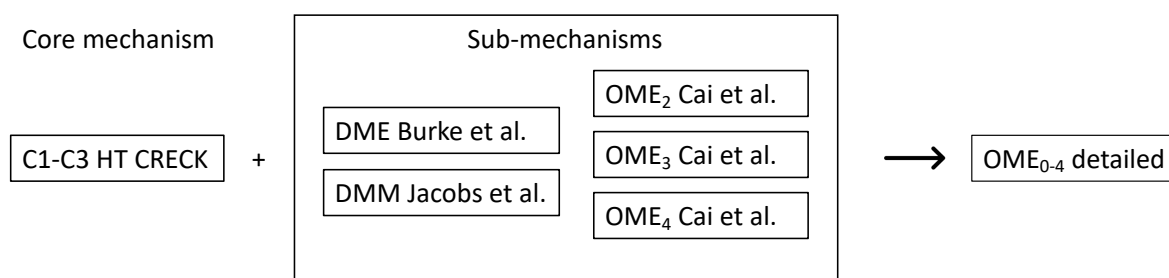 Core mechanism
Sub-mechanisms
C1-C3 HT CRECK
+
DME Burke et al.
DMM Jacobs et al.
OME₂ Cai et al.
OME₃ Cai et al.
OME₄ Cai et al.
OME₀₋₄ detailed